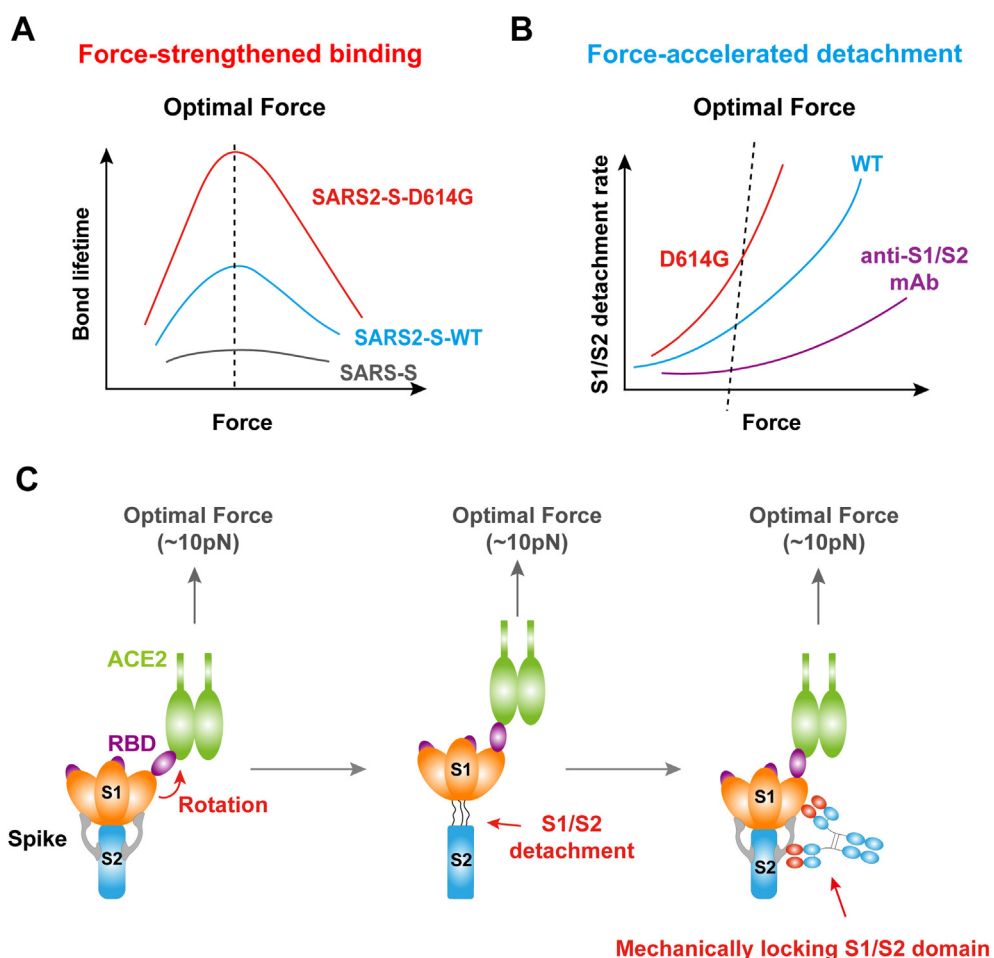 A
Force-strengthened binding
Optimal Force
Bond lifetime
SARS2-S-D614G
SARS2-S-WT
SARS-S
Force
B
Force-accelerated detachment
Optimal Force
S1/S2 detachment rate
WT
D614G
anti-S1/S2
mAb
Force
C
Optimal Force
(~10pN)
ACE2
RBD
S1
Rotation
Spike
S2
Optimal Force
(~10pN)
S1
S1/S2
detachment
S2
Optimal Force
(~10pN)
S1
S2
Mechanically locking S1/S2 domain